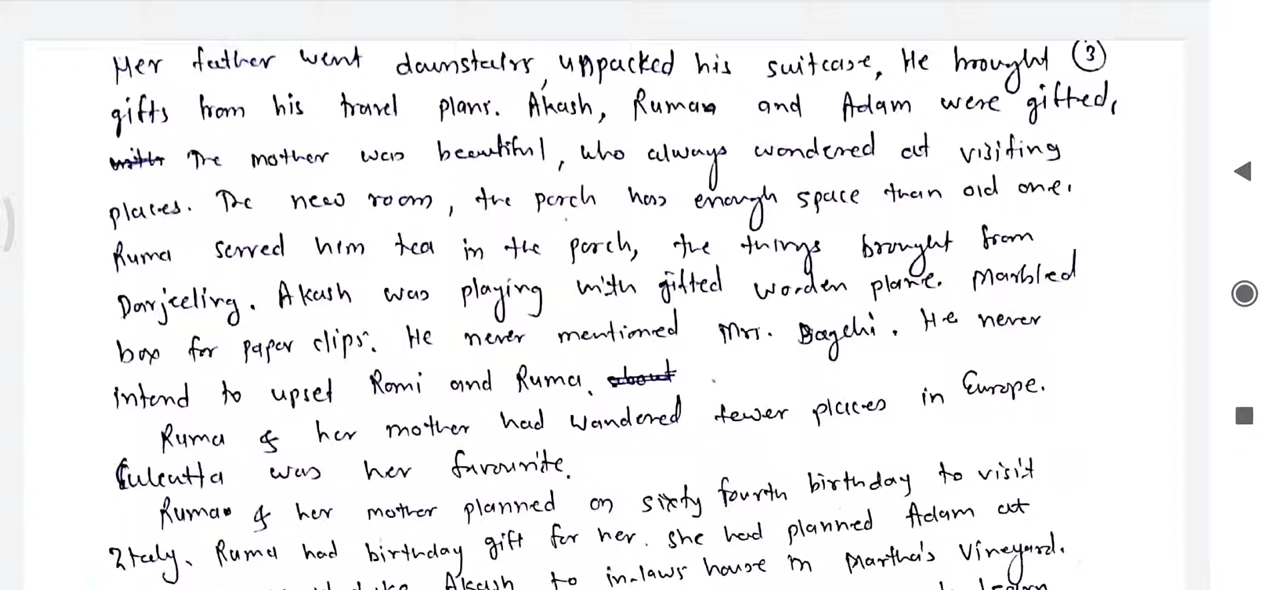 Her father went downstairs, unpacked his suitcase, He brought ③
gifts from his travel plans. Akash, Ruma and Adam were gifted,
The mother was beautiful, who always wondered at visiting
places. The new room, the porch has enough space than old one.
Ruma served him tea in the porch, the things brought from
Darjeeling. Akash was playing with gifted wooden plane. Marbled
box for paper clips. He never mentioned Mrs. Bagchi. He never
intend to upset Romi and Ruma. about
Ruma & her mother had wandered fewer places in Europe.
Culcutta was her favourite.
Ruma & her mother planned on sixty fourth birthday to visit
Italy. Ruma had birthday gift for her. She had planned Adam at
Akash to in-laws house in Martha's Vineyard.